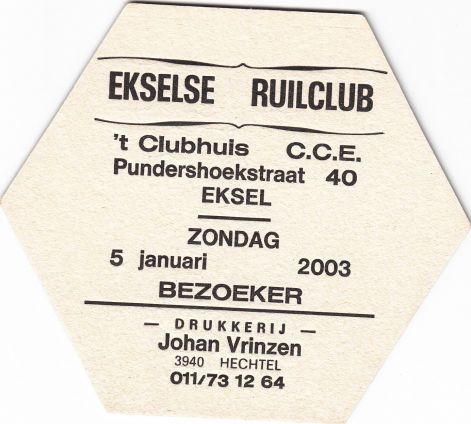 EKSELSE RUILCLUB
't Clubhuis C.C.E.
Pundershoekstraat 40
EKSEL
ZONDAG
5 januari 2003
BEZOEKER
— DRUKKERIJ —
Johan Vrinzen
3940 HECHTEL
011/73 12 64